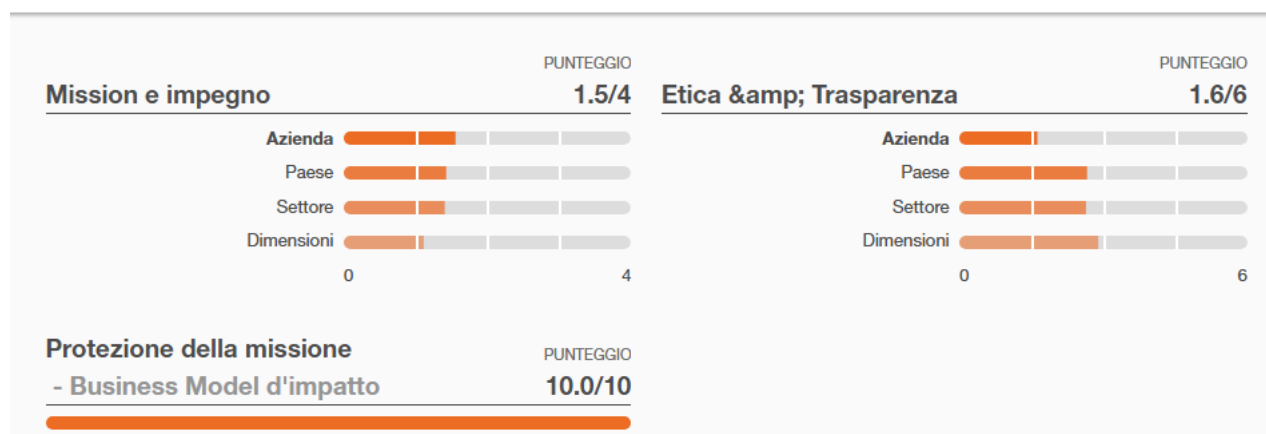 PUNTEGGIO
Mission e impegno 1.5/4
Azienda
Paese
Settore
Dimensioni
0 4
PUNTEGGIO
Etica &amp; Trasparenza 1.6/6
Azienda
Paese
Settore
Dimensioni
0 6
Protezione della missione PUNTEGGIO
- Business Model d'impatto 10.0/10